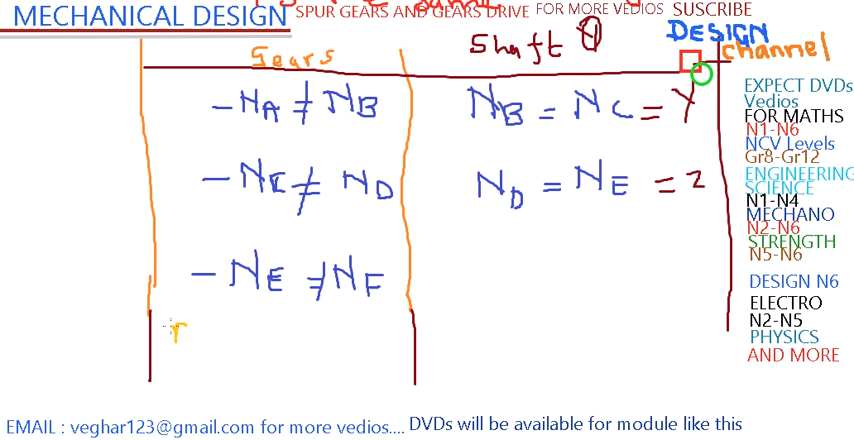 MECHANICAL DESIGN SPUR GEARS AND GEARS DRIVE FOR MORE VEDIOS SUSCRIBE
DESIGN
channel
Gears Shaft
- NA ≠ NB NB = NC = Y
- NC ≠ ND ND = NE = 2
- NE ≠ NF
r
EXPECT DVDs
Vedios
FOR MATHS
N1-N6
NCV Levels
Gr8-Gr12
ENGINEERING
SCIENCE
N1-N4
MECHANO
N2-N6
STRENGTH
N5-N6
DESIGN N6
ELECTRO
N2-N5
PHYSICS
AND MORE
EMAIL : veghar123@gmail.com for more vedios.... DVDs will be available for module like this